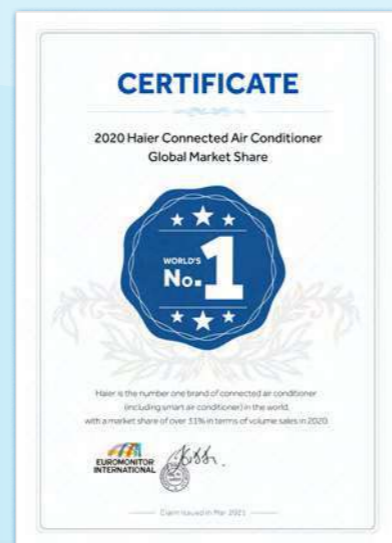 CERTIFICATE
2020 Haier Connected Air Conditioner
Global Market Share
WORLD'S
No.1
Haier is the number one brand of connected air conditioner
(including smart air conditioner) in the world,
with a market share of over 31% in terms of volume sales in 2020.
EUROMONITOR
INTERNATIONAL
Claim issued in Mar 2021